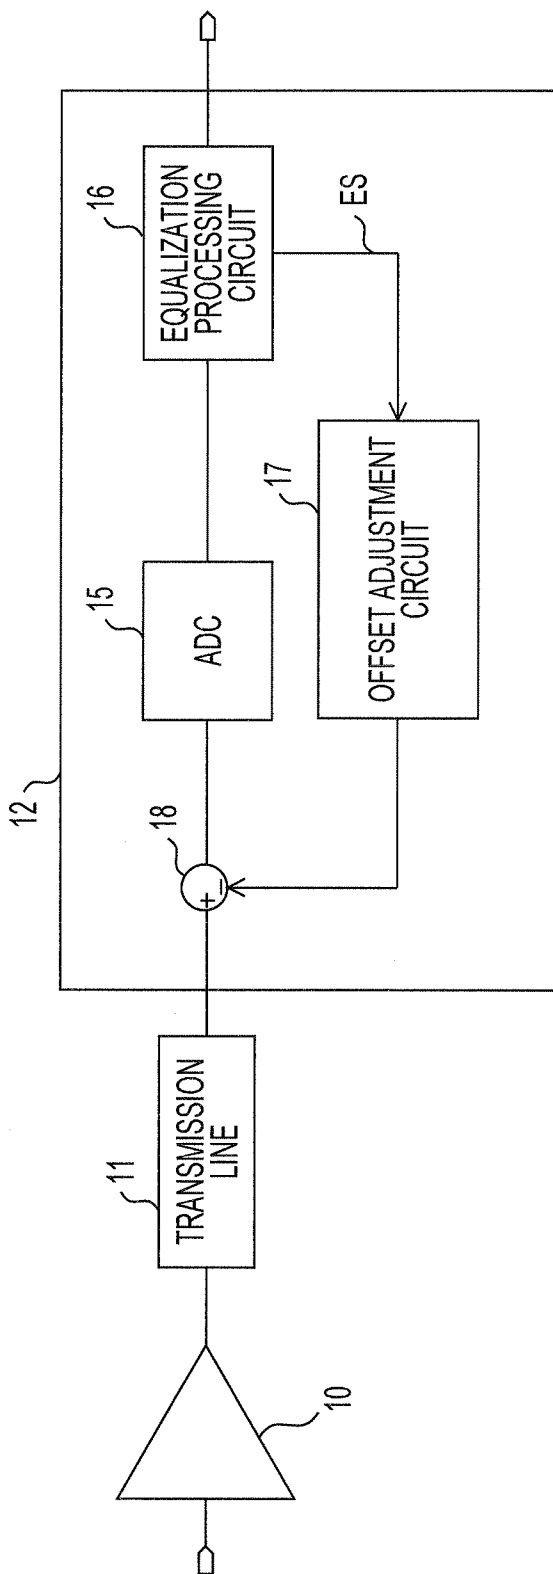 12
10
11
TRANSMISSION
LINE
18
+
−
15
ADC
16
EQUALIZATION
PROCESSING
CIRCUIT
ES
17
OFFSET ADJUSTMENT
CIRCUIT